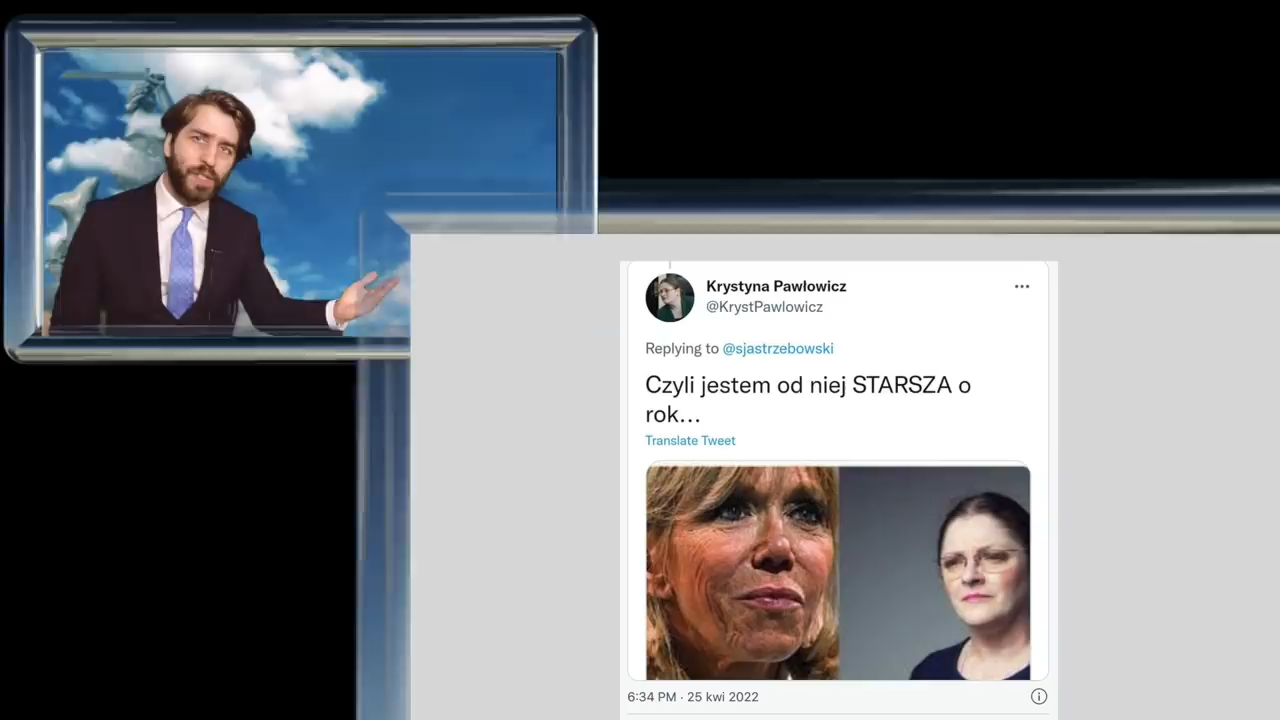 Krystyna Pawłowicz
@KrystPawlowicz
Replying to @sjastrzebowski
Czyli jestem od niej STARSZA o
rok...
Translate Tweet
6:34 PM · 25 kwi 2022